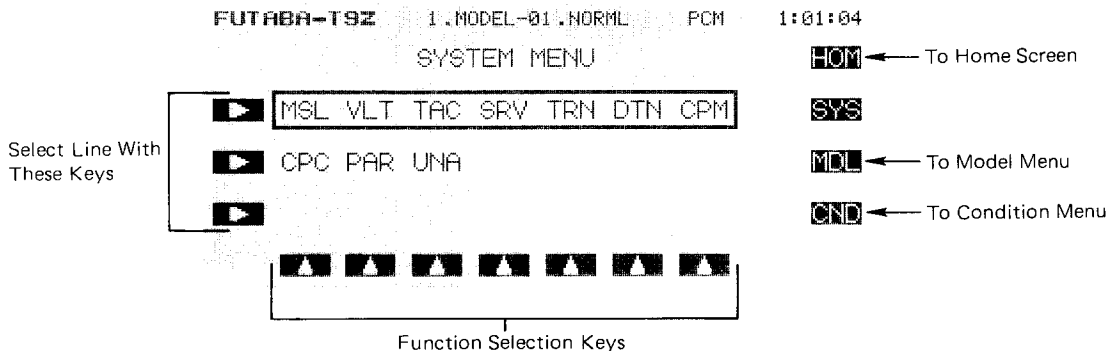 FUTABA-T9Z 1.MODEL-01.NORML PCM 1:01:04
SYSTEM MENU
HOM To Home Screen
MSL VLT TAC SRV TRN DTN CPM
SYS
Select Line With
These Keys
CPC PAR UNA
MDL To Model Menu
CND To Condition Menu
Function Selection Keys